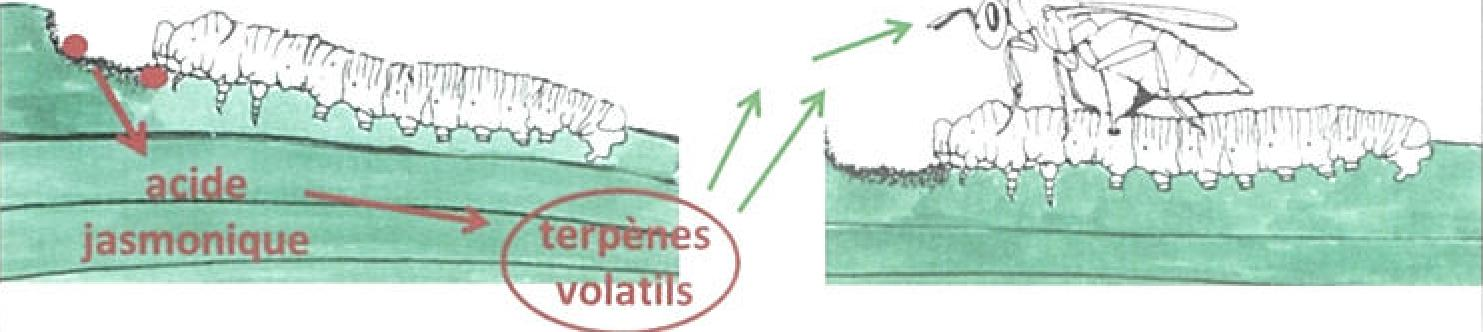 acide
jasmonique
terpènes
volatils